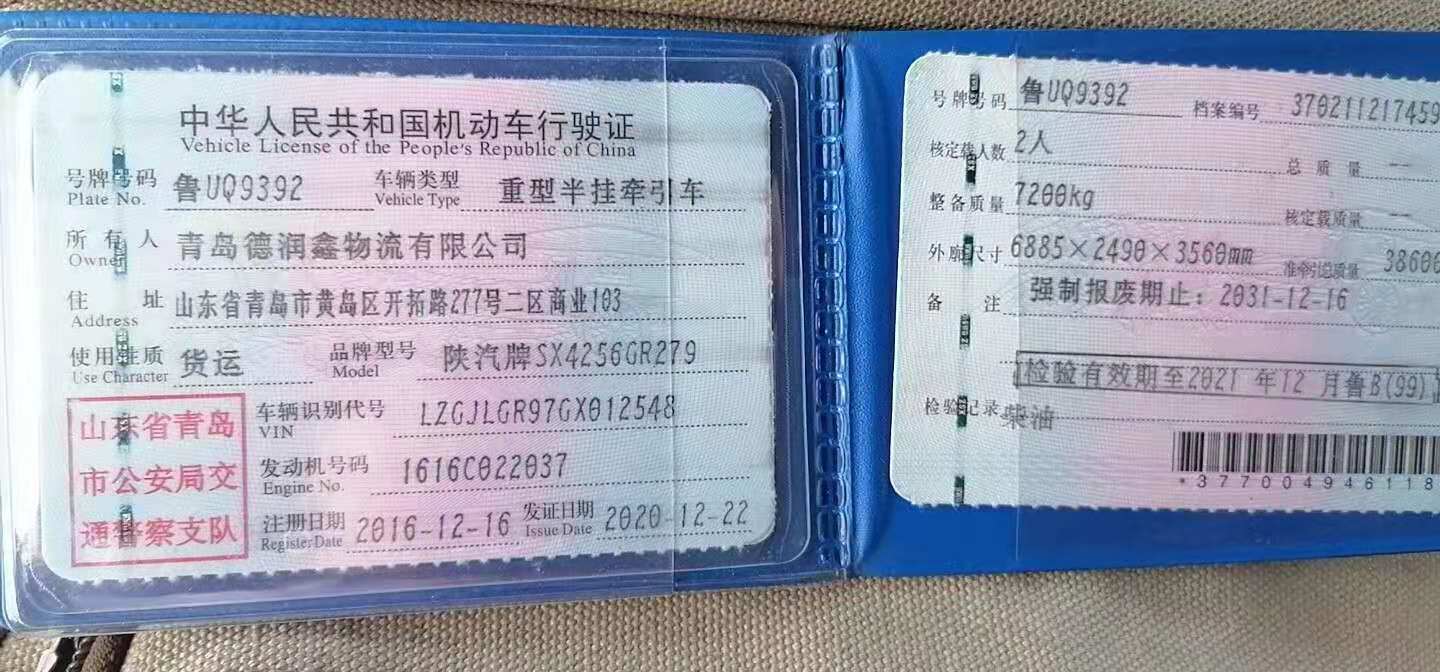 中华人民共和国机动车行驶证
Vehicle License of the People's Republic of China
号牌号码 鲁UQ9392 车辆类型 重型半挂牵引车
Plate No. Vehicle Type
所有人 青岛德润鑫物流有限公司
Owner
住址 山东省青岛市黄岛区开拓路277号二区商业103
Address
使用性质 货运 品牌型号 陕汽牌SX4256GR279
Use Character Model
山东省青岛
市公安局交
通警察支队
车辆识别代号 LZGJLGR97GX012548
VIN
发动机号码 1616C022037
Engine No.
注册日期 2016-12-16 发证日期 2020-12-22
Register Date Issue Date
号牌号码 鲁UQ9392 档案编号 370211217459
核定载人数 2人 总质量 --
整备质量 7200kg 核定载质量 --
外廓尺寸 6885×2490×3560mm 准牵引总质量 38600
备注 强制报废期止：2031-12-16
检验有效期至2021年12月鲁B(99)
检验记录 柴油
*377004946118